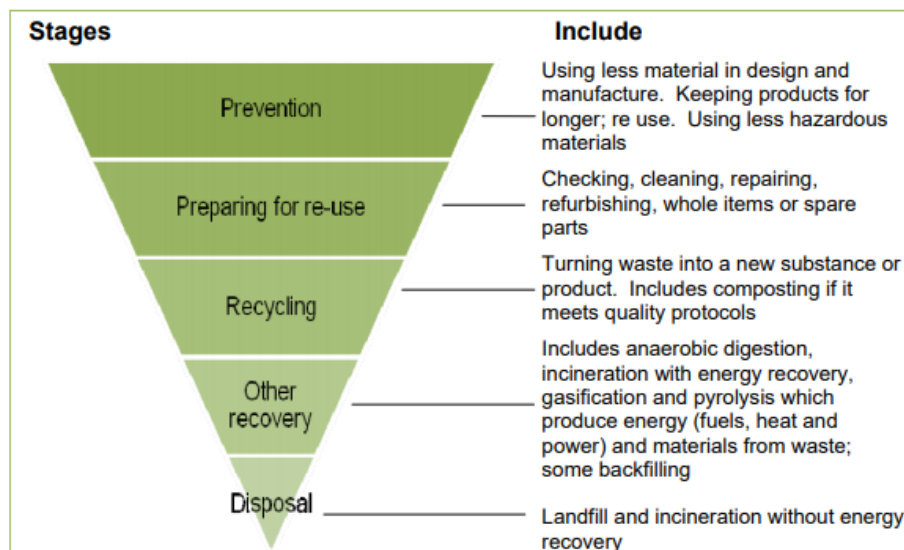 Stages
Include
Prevention
Using less material in design and
manufacture.  Keeping products for
longer; re use.  Using less hazardous
materials
Preparing for re-use
Checking, cleaning, repairing,
refurbishing, whole items or spare
parts
Recycling
Turning waste into a new substance or
product.  Includes composting if it
meets quality protocols
Other
recovery
Includes anaerobic digestion,
incineration with energy recovery,
gasification and pyrolysis which
produce energy (fuels, heat and
power) and materials from waste;
some backfilling
Disposal
Landfill and incineration without energy
recovery